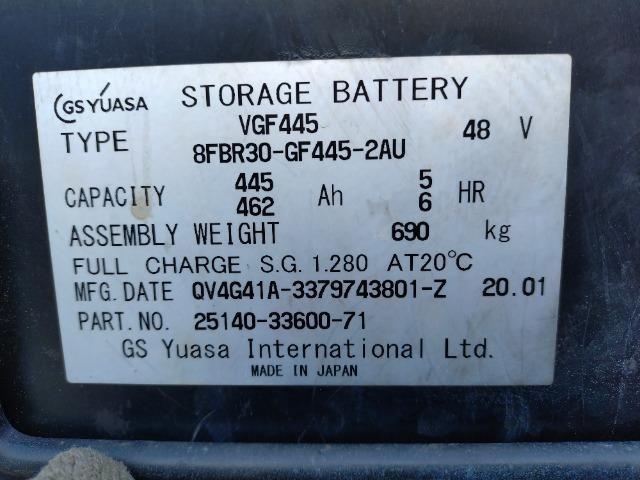 GS YUASA STORAGE BATTERY
TYPE VGF445 48 V
8FBR30-GF445-2AU
CAPACITY 445 Ah 5 HR
462 6
ASSEMBLY WEIGHT 690 kg
FULL CHARGE S.G. 1.280 AT20°C
MFG.DATE QV4G41A-3379743801-Z 20.01
PART.NO. 25140-33600-71
GS Yuasa International Ltd.
MADE IN JAPAN